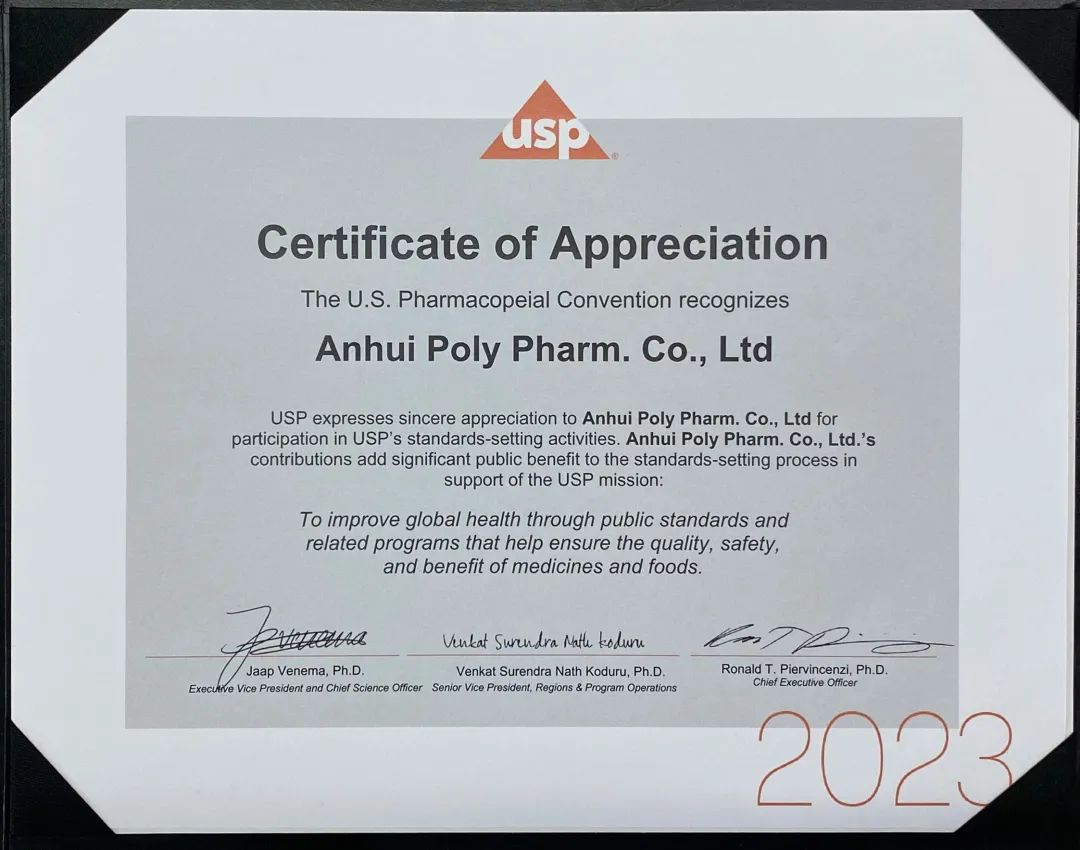 usp®
Certificate of Appreciation
The U.S. Pharmacopeial Convention recognizes
Anhui Poly Pharm. Co., Ltd
USP expresses sincere appreciation to Anhui Poly Pharm. Co., Ltd for
participation in USP's standards-setting activities. Anhui Poly Pharm. Co., Ltd.'s
contributions add significant public benefit to the standards-setting process in
support of the USP mission:
To improve global health through public standards and
related programs that help ensure the quality, safety,
and benefit of medicines and foods.
Venkat Surendra Nath Koduru
Jaap Venema, Ph.D.
Executive Vice President and Chief Science Officer
Venkat Surendra Nath Koduru, Ph.D.
Senior Vice President, Regions & Program Operations
Ronald T. Piervincenzi, Ph.D.
Chief Executive Officer
2023